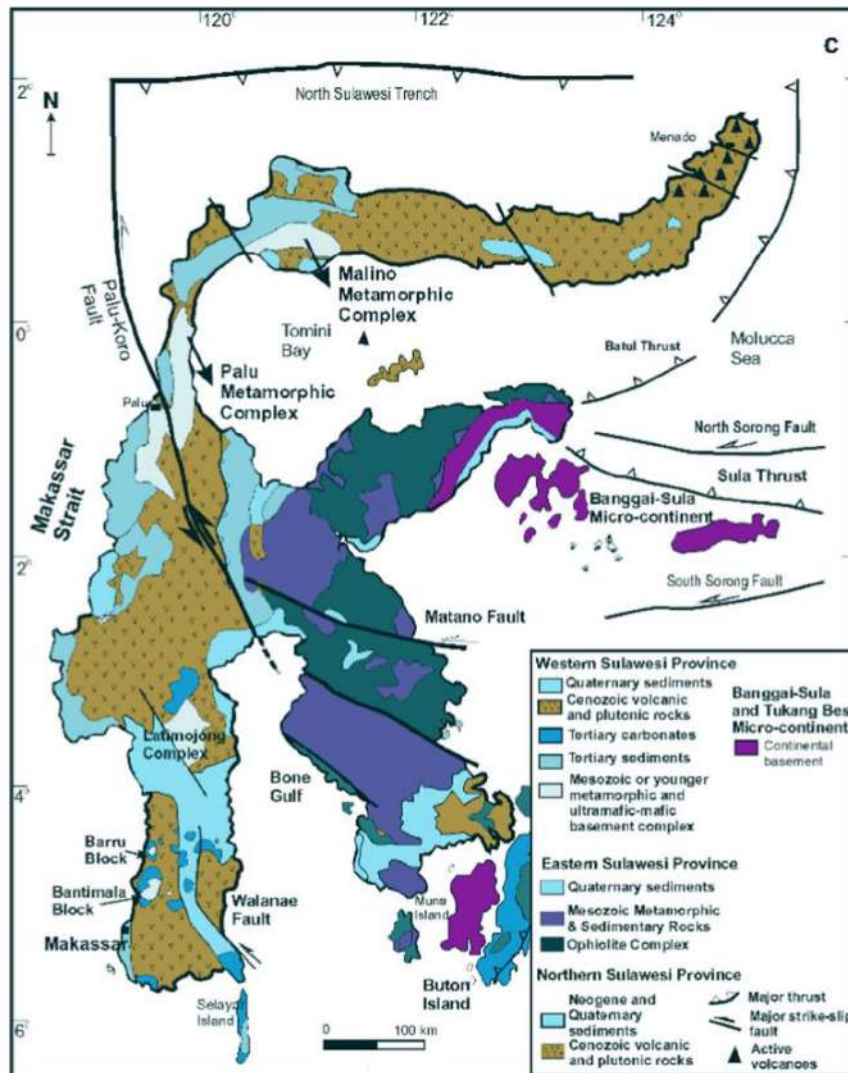 120°
122°
124°
C
2°
N
North Sulawesi Trench
Menado
Malino
Metamorphic
Complex
Palu-Koro
Fault
Tomini
Bay
0°
Molucca
Sea
Batul Thrust
Palu
Metamorphic
Complex
Palu
North Sorong Fault
Sula Thrust
Makassar
Strait
Banggai-Sula
Micro-continent
2°
South Sorong Fault
Matano Fault
Latimojong
Complex
Bone
Gulf
4°
Barru
Block
Bantimala
Block
Walanae
Fault
Makassar
Muna
Island
Buton
Island
Selayar
Island
6°
0 100 km
Western Sulawesi Province
Quaternary sediments
Cenozoic volcanic
and plutonic rocks
Tertiary carbonates
Tertiary sediments
Mesozoic or younger
metamorphic and
ultramafic-mafic
basement complex
Banggai-Sula
and Tukang Bes
Micro-continent
Continental
basement
Eastern Sulawesi Province
Quaternary sediments
Mesozoic Metamorphic
& Sedimentary Rocks
Ophiolite Complex
Northern Sulawesi Province
Neogene and
Quaternary
sediments
Cenozoic volcanic
and plutonic rocks
Major thrust
Major strike-slip
fault
Active
volcanoes